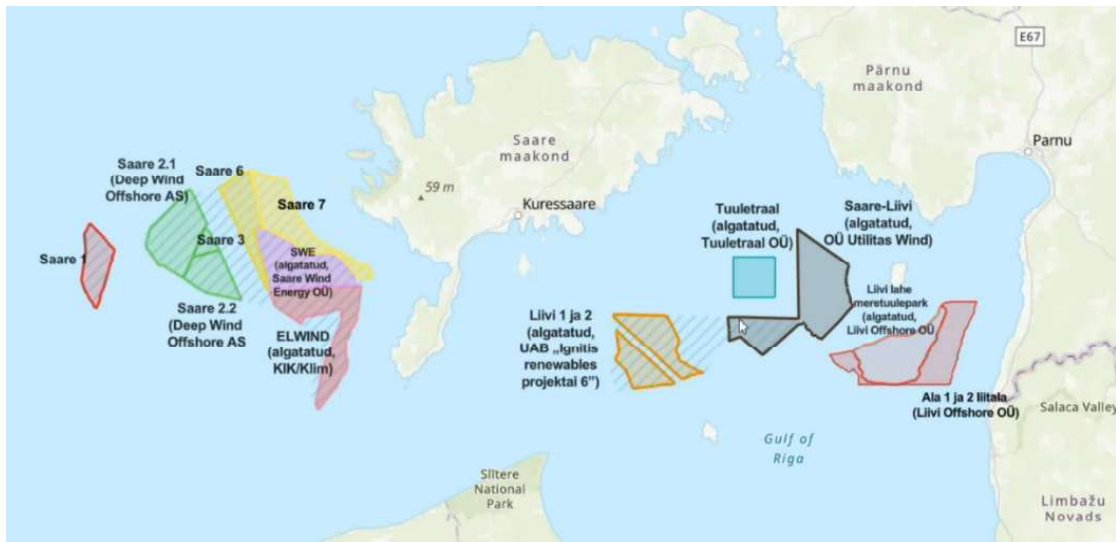 E67
Pärnu
maakond
Parnu
Saare
maakond
59 m
Kuressaare
Saare 2.1
(Deep Wind
Offshore AS)
Saare 6
Saare 7
Saare 3
Saare 1
SWE
(algatatud,
Saare Wind
Energy OÜ)
Saare 2.2
(Deep Wind
Offshore AS
ELWIND
(algatatud,
KIK/Klim)
Tuuletraal
(algatatud,
Tuuletraal OÜ)
Saare-Liivi
(algatatud,
OÜ Utilitas Wind)
Liivi 1 ja 2
(algatatud,
UAB „Ignitis
renewables
projektai 6”)
Liivi lahe
meretuulepark
(algatatud,
Liivi Offshore OÜ
Ala 1 ja 2 liitala
(Liivi Offshore OÜ)
Salaca Valley
Gulf of
Riga
Slītere
National
Park
Limbažu
Novads